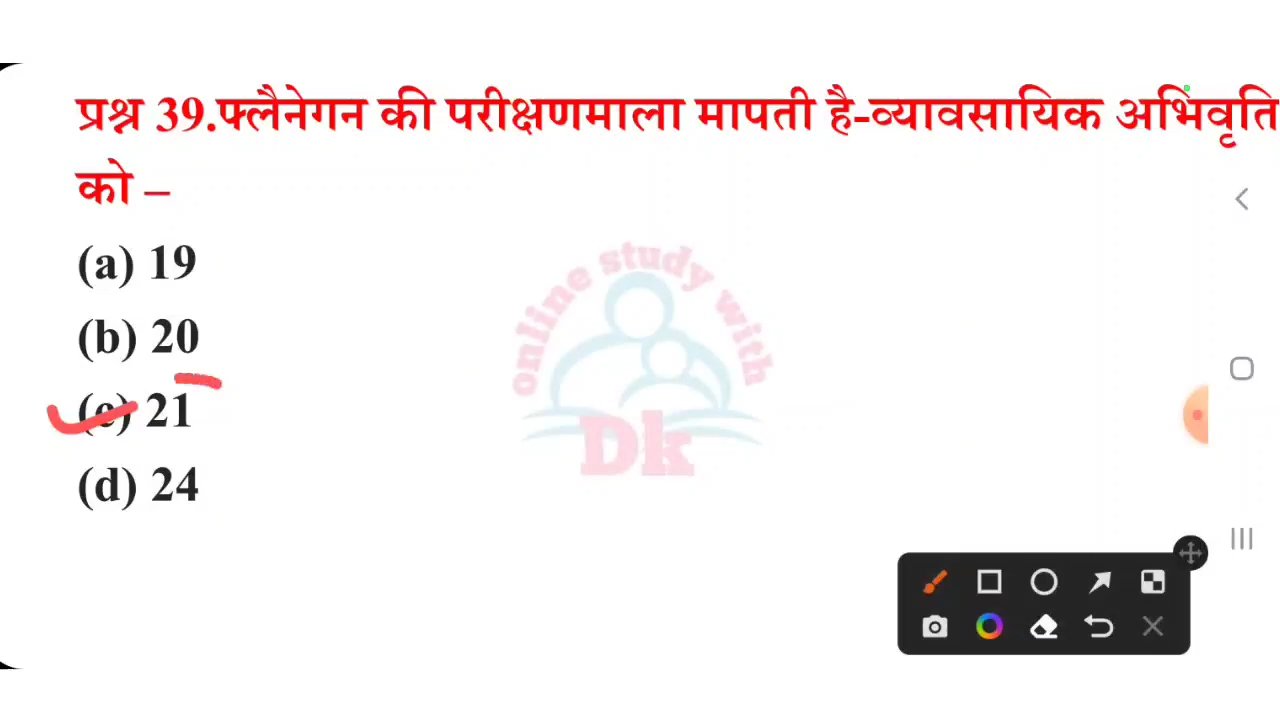 प्रश्न 39.फ्लैनेगन की परीक्षणमाला मापती है-व्यावसायिक अभिवृति
को –
(a) 19
(b) 20
(c) 21
(d) 24
online study with
Dk